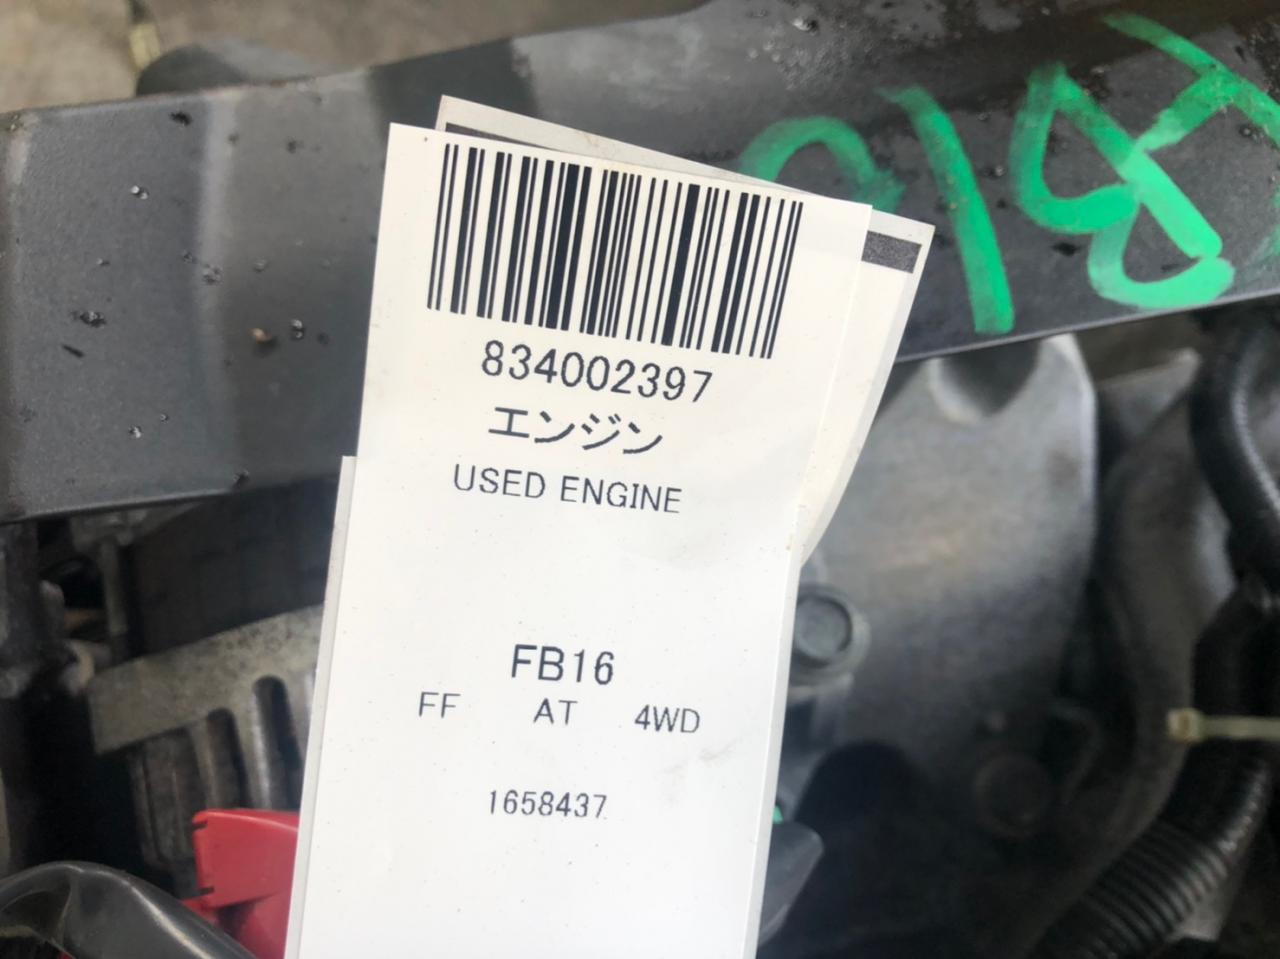 834002397
エンジン
USED ENGINE
FB16
FF AT 4WD
1658437